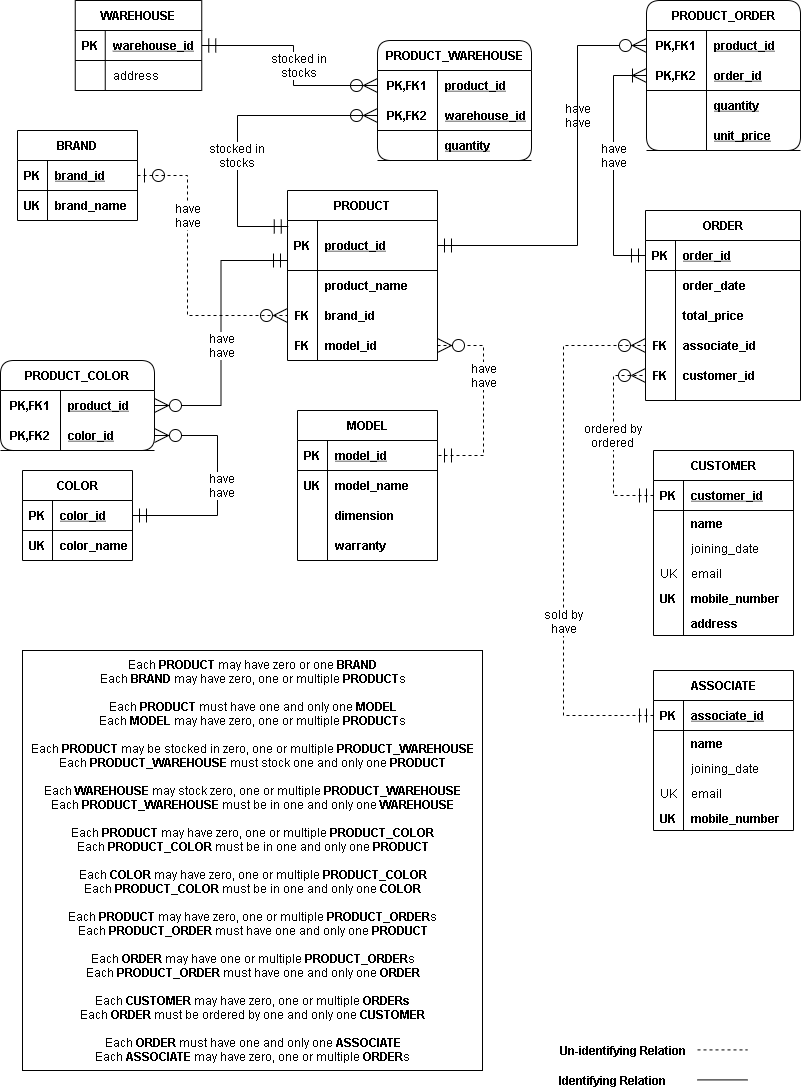 WAREHOUSE
PK warehouse_id
address
stocked in
stocks
PRODUCT_WAREHOUSE
PK,FK1 product_id
PK,FK2 warehouse_id
quantity
stocked in
stocks
PRODUCT_ORDER
PK,FK1 product_id
PK,FK2 order_id
quantity
unit_price
have
have
have
have
BRAND
PK brand_id
UK brand_name
have
have
PRODUCT
PK product_id
product_name
FK brand_id
FK model_id
ORDER
PK order_id
order_date
total_price
FK associate_id
FK customer_id
have
have
have
have
PRODUCT_COLOR
PK,FK1 product_id
PK,FK2 color_id
have
have
COLOR
PK color_id
UK color_name
MODEL
PK model_id
UK model_name
dimension
warranty
ordered by
ordered
CUSTOMER
PK customer_id
name
joining_date
UK email
UK mobile_number
address
sold by
have
ASSOCIATE
PK associate_id
name
joining_date
UK email
UK mobile_number
Each PRODUCT may have zero or one BRAND
Each BRAND may have zero, one or multiple PRODUCTs
Each PRODUCT must have one and only one MODEL
Each MODEL may have zero, one or multiple PRODUCTs
Each PRODUCT may be stocked in zero, one or multiple PRODUCT_WAREHOUSE
Each PRODUCT_WAREHOUSE must stock one and only one PRODUCT
Each WAREHOUSE may stock zero, one or multiple PRODUCT_WAREHOUSE
Each PRODUCT_WAREHOUSE must be in one and only one WAREHOUSE
Each PRODUCT may have zero, one or multiple PRODUCT_COLOR
Each PRODUCT_COLOR must be in one and only one PRODUCT
Each COLOR may have zero, one or multiple PRODUCT_COLOR
Each PRODUCT_COLOR must be in one and only one COLOR
Each PRODUCT may have zero, one or multiple PRODUCT_ORDERs
Each PRODUCT_ORDER must have one and only one PRODUCT
Each ORDER may have one or multiple PRODUCT_ORDERs
Each PRODUCT_ORDER must have one and only one ORDER
Each CUSTOMER may have zero, one or multiple ORDERs
Each ORDER must be ordered by one and only one CUSTOMER
Each ORDER must have one and only one ASSOCIATE
Each ASSOCIATE may have zero, one or multiple ORDERs
Un-identifying Relation
Identifying Relation